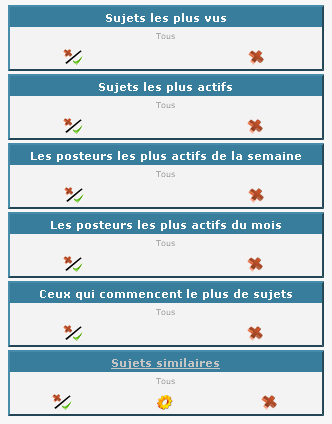 Sujets les plus vus
Tous
Sujets les plus actifs
Tous
Les posteurs les plus actifs de la semaine
Tous
Les posteurs les plus actifs du mois
Tous
Ceux qui commencent le plus de sujets
Tous
Sujets similaires
Tous